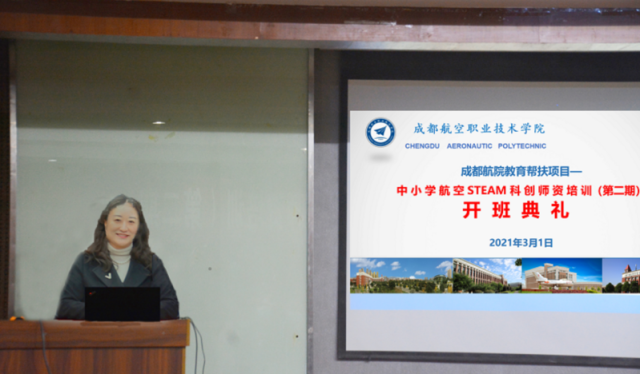 成都航空职业技术学院
CHENGDU AERONAUTIC POLYTECHNIC
成都航院教育帮扶项目—
中小学航空STEAM科创师资培训（第二期）
开班典礼
2021年3月1日